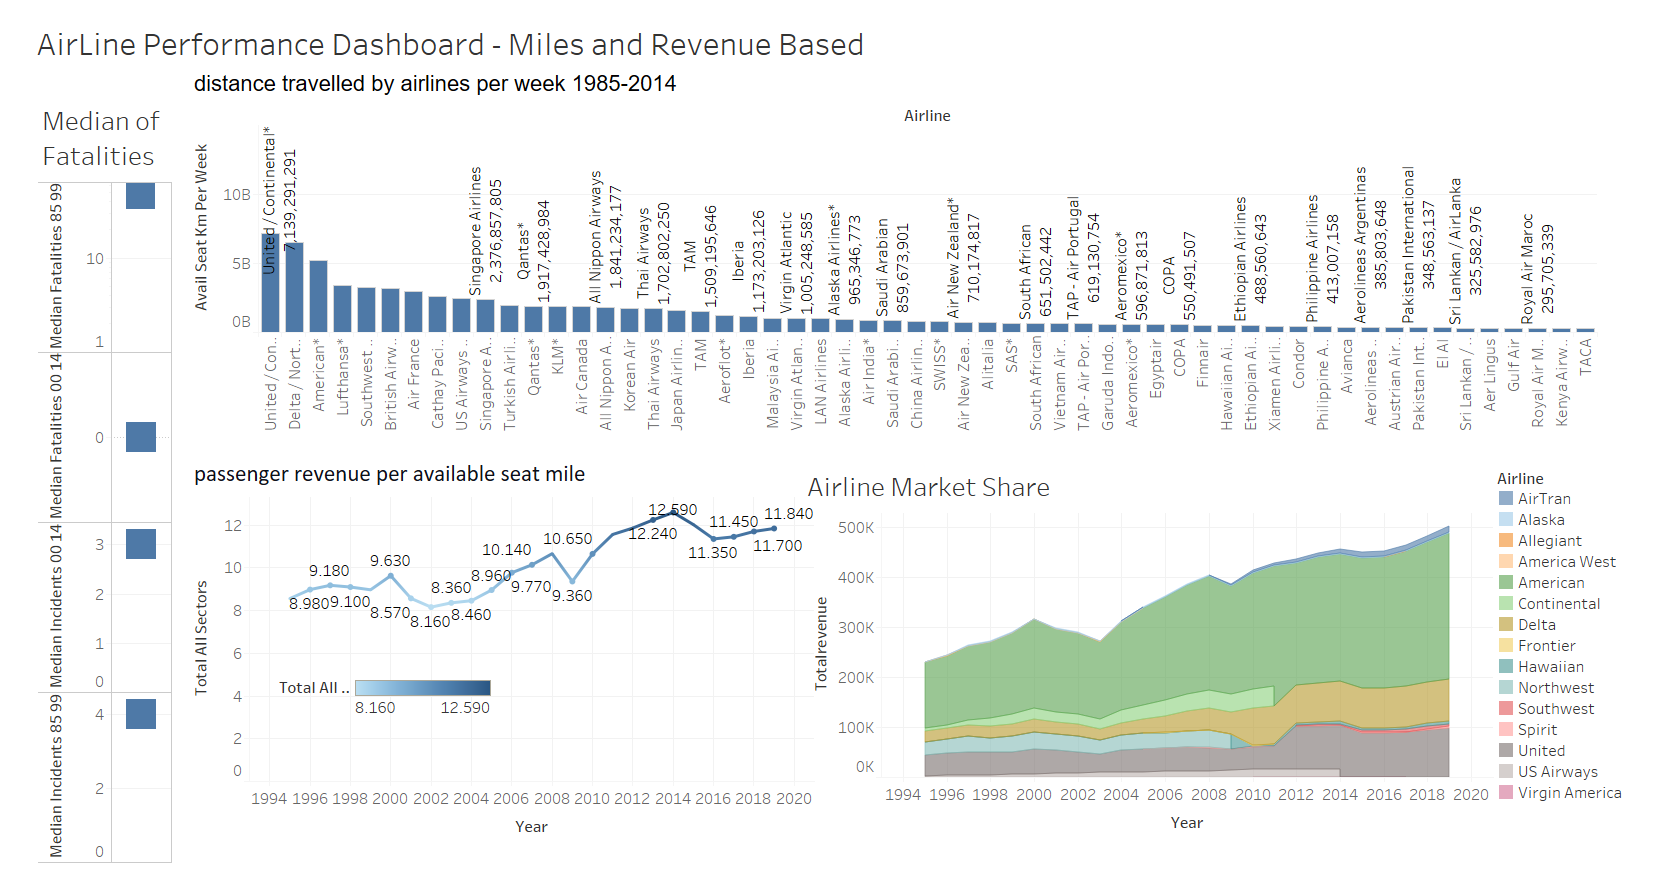 AirLine Performance Dashboard - Miles and Revenue Based
distance travelled by airlines per week 1985-2014
Median of
Fatalities
Median Fatalities 85 99
10
1
Median Fatalities 00 14
0
Median Incidents 00 14
3
2
1
0
Median Incidents 85 99
4
2
0
Airline
Avail Seat Km Per Week
10B
5B
0B
United / Continental*
7,139,291,291
Singapore Airlines
2,376,857,805
Qantas*
1,917,428,984
All Nippon Airways
1,841,234,177
Thai Airways
1,702,802,250
TAM
1,509,195,646
Iberia
1,173,203,126
Virgin Atlantic
1,005,248,585
Alaska Airlines*
965,346,773
Saudi Arabian
859,673,901
Air New Zealand*
710,174,817
South African
651,502,442
TAP - Air Portugal
619,130,754
Aeromexico*
596,871,813
COPA
550,491,507
Ethiopian Airlines
488,560,643
Philippine Airlines
413,007,158
Aerolineas Argentinas
385,803,648
Pakistan International
348,563,137
Sri Lankan / AirLanka
325,582,976
Royal Air Maroc
295,705,339
United / Con..
Delta / Nort..
American*
Lufthansa*
Southwest ..
British Airw..
Air France
Cathay Paci..
US Airways ..
Singapore A..
Turkish Airli..
Qantas*
KLM*
Air Canada
All Nippon A..
Korean Air
Thai Airways
Japan Airlin..
TAM
Aeroflot*
Iberia
Malaysia Ai..
Virgin Atlan..
LAN Airlines
Alaska Airli..
Air India*
Saudi Arabi..
China Airlin..
SWISS*
Air New Zea..
Alitalia
SAS*
South African
Vietnam Air..
TAP - Air Por..
Garuda Indo..
Aeromexico*
Egyptair
COPA
Finnair
Hawaiian Ai..
Ethiopian Ai..
Xiamen Airli..
Condor
Philippine A..
Avianca
Aerolineas ..
Austrian Air..
Pakistan Int..
El Al
Sri Lankan / ..
Aer Lingus
Gulf Air
Royal Air M..
Kenya Airw..
TACA
passenger revenue per available seat mile
Total All Sectors
12
10
8
6
4
2
0
8.980
9.180
9.100
9.630
8.570
8.160
8.360
8.460
8.960
10.140
9.770
10.650
9.360
12.240
12.590
11.350
11.450
11.700
11.840
Total All ..
8.160 12.590
1994 1996 1998 2000 2002 2004 2006 2008 2010 2012 2014 2016 2018 2020
Year
Airline Market Share
Totalrevenue
500K
400K
300K
200K
100K
0K
1994 1996 1998 2000 2002 2004 2006 2008 2010 2012 2014 2016 2018 2020
Year
Airline
AirTran
Alaska
Allegiant
America West
American
Continental
Delta
Frontier
Hawaiian
Northwest
Southwest
Spirit
United
US Airways
Virgin America